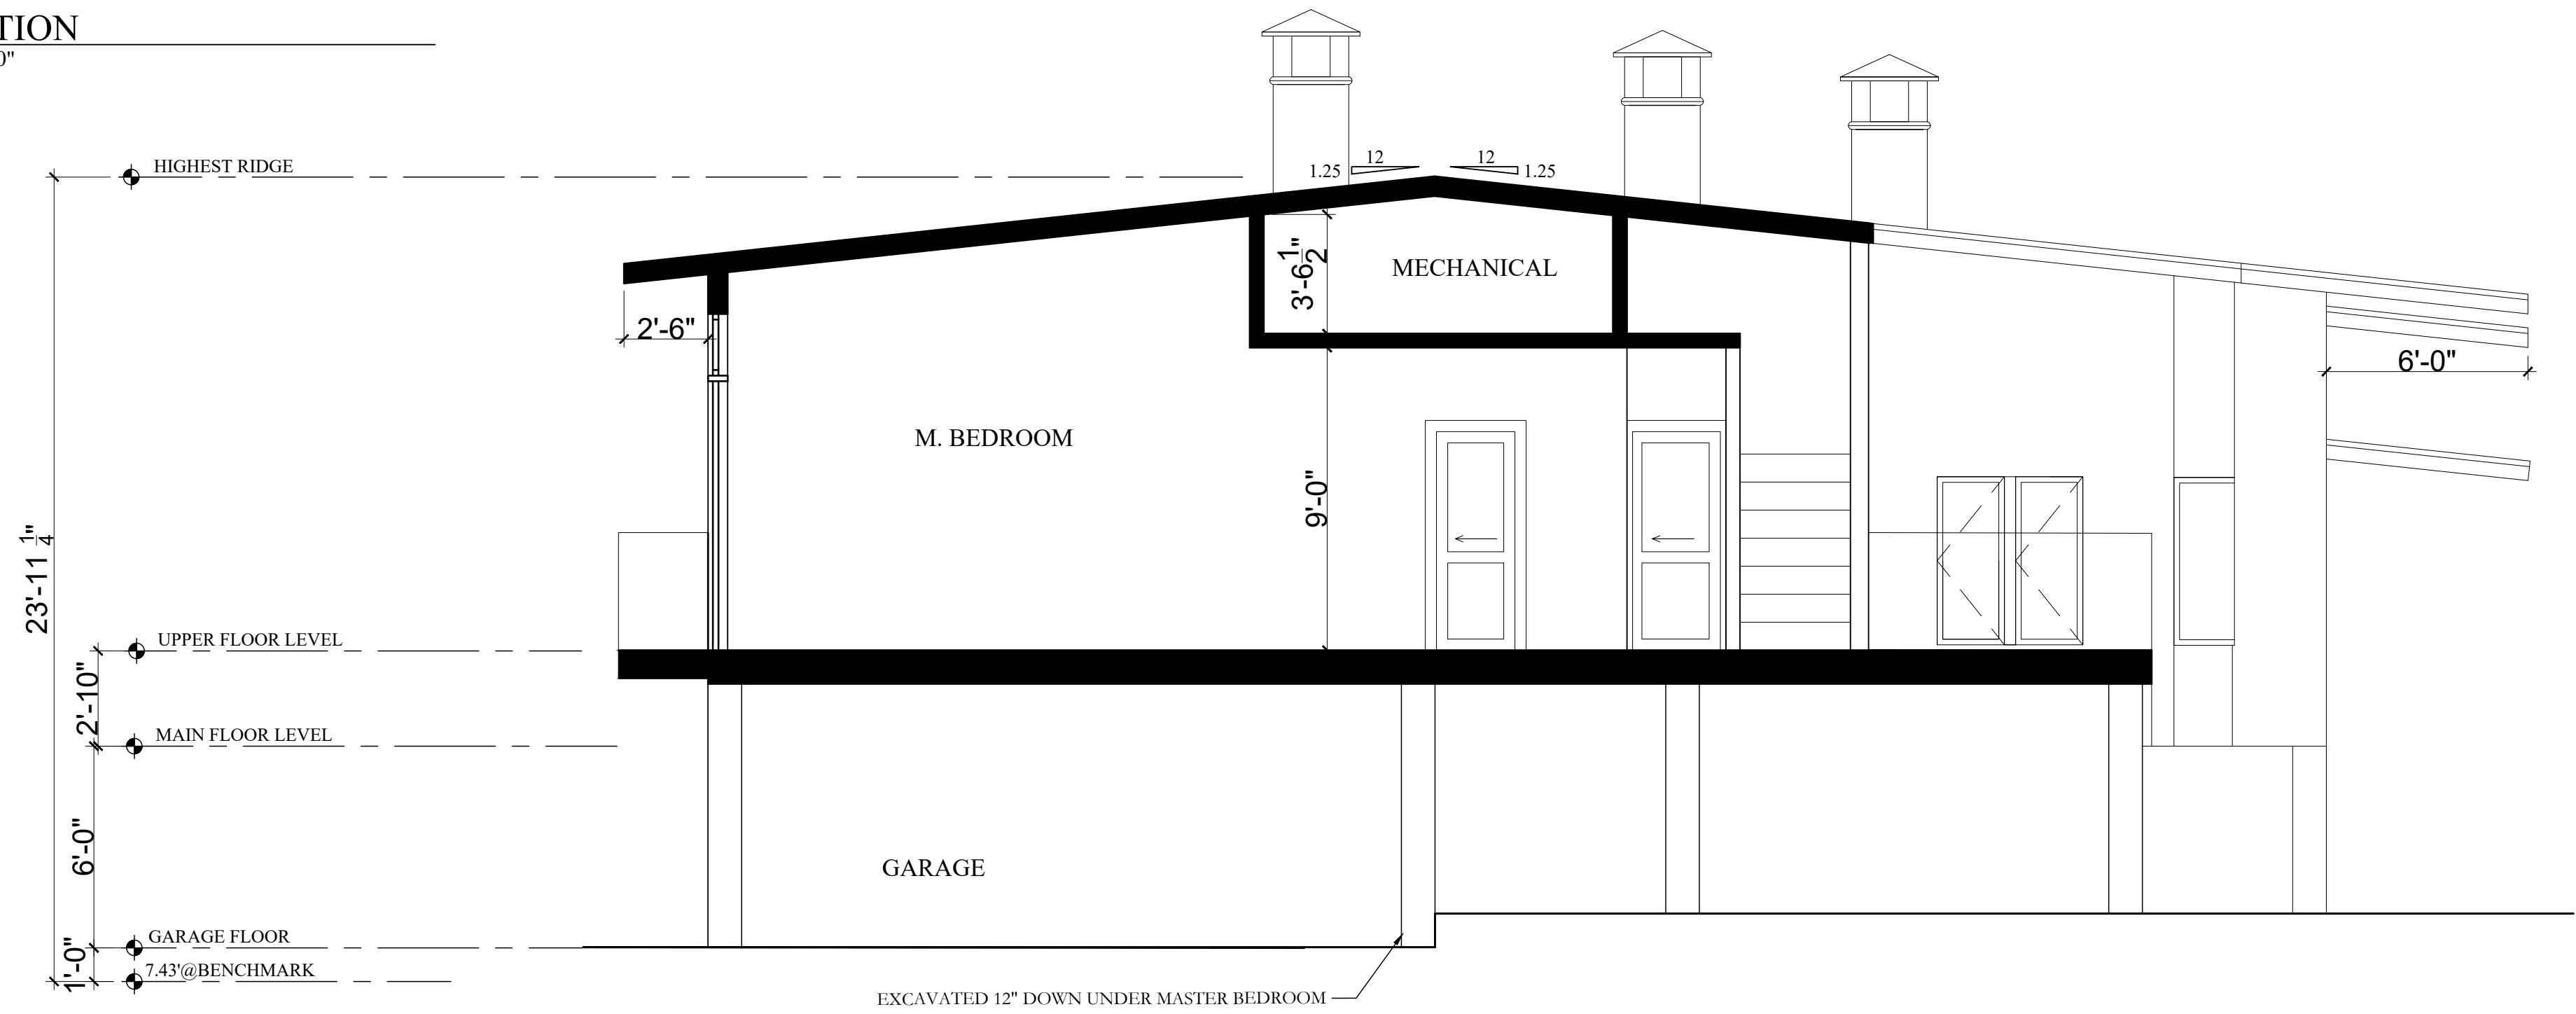 TION
0"
HIGHEST RIDGE
12
12
1.25
1.25
3'-6 1/2"
MECHANICAL
2'-6"
6'-0"
M. BEDROOM
9'-0"
23'-11 1/4"
UPPER FLOOR LEVEL
2'-10"
MAIN FLOOR LEVEL
6'-0"
GARAGE
GARAGE FLOOR
1'-0"
7.43'@BENCHMARK
EXCAVATED 12" DOWN UNDER MASTER BEDROOM